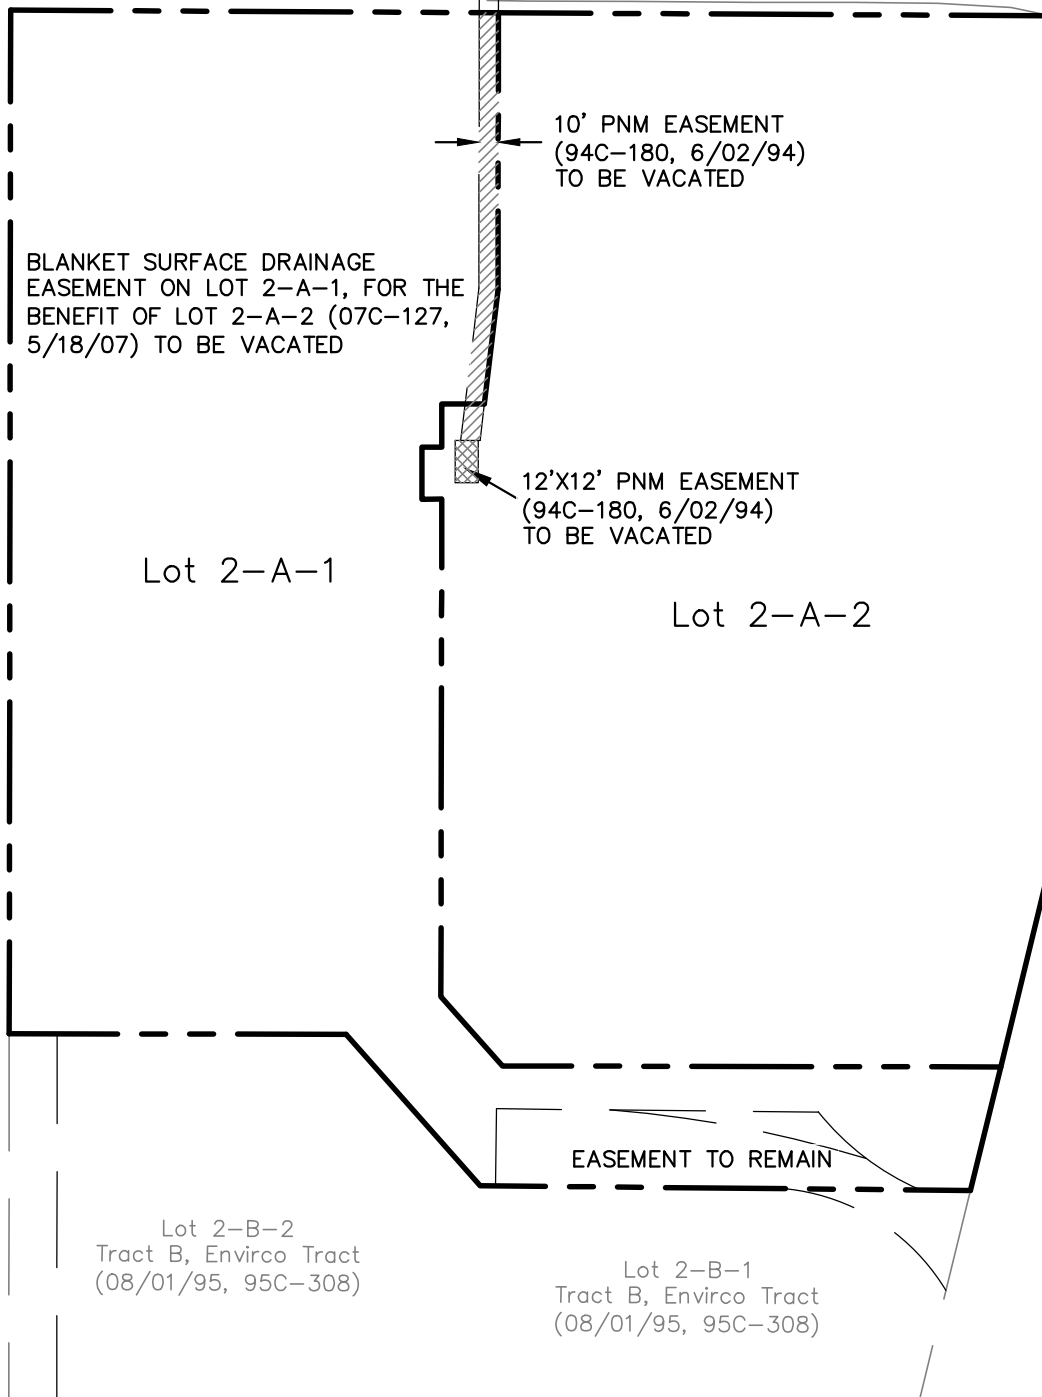 10' PNM EASEMENT
(94C-180, 6/02/94)
TO BE VACATED
BLANKET SURFACE DRAINAGE
EASEMENT ON LOT 2-A-1, FOR THE
BENEFIT OF LOT 2-A-2 (07C-127,
5/18/07) TO BE VACATED
12'X12' PNM EASEMENT
(94C-180, 6/02/94)
TO BE VACATED
Lot 2-A-1
Lot 2-A-2
EASEMENT TO REMAIN
Lot 2-B-2
Tract B, Envirco Tract
(08/01/95, 95C-308)
Lot 2-B-1
Tract B, Envirco Tract
(08/01/95, 95C-308)